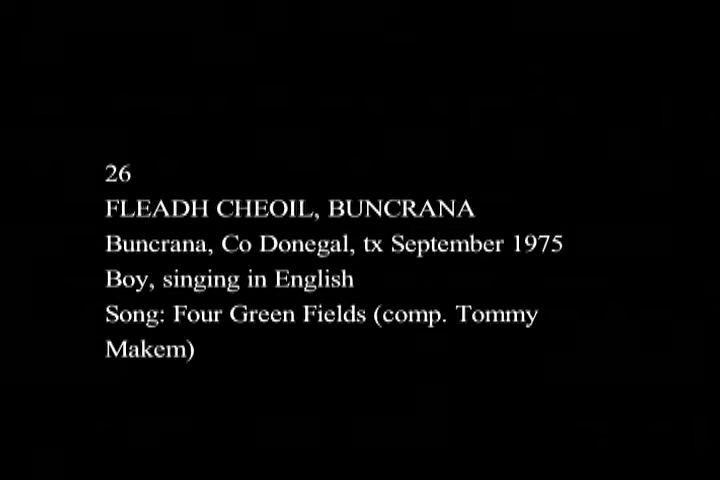 26
FLEADH CHEOIL, BUNCRANA
Buncrana, Co Donegal, tx September 1975
Boy, singing in English
Song: Four Green Fields (comp. Tommy
Makem)